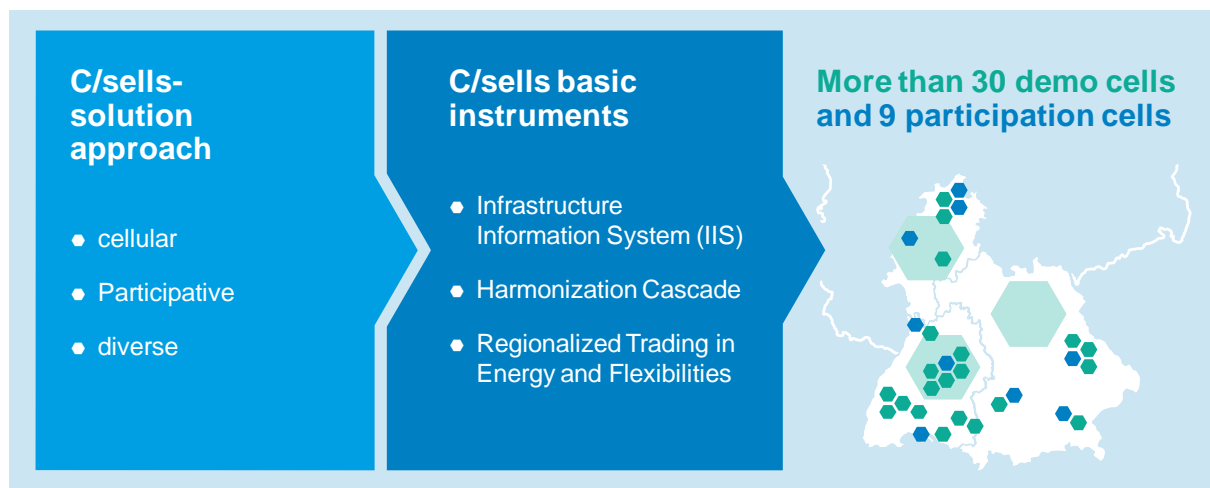 C/sells-
solution
approach
cellular
Participative
diverse
C/sells basic
instruments
Infrastructure
Information System (IIS)
Harmonization Cascade
Regionalized Trading in
Energy and Flexibilities
More than 30 demo cells
and 9 participation cells